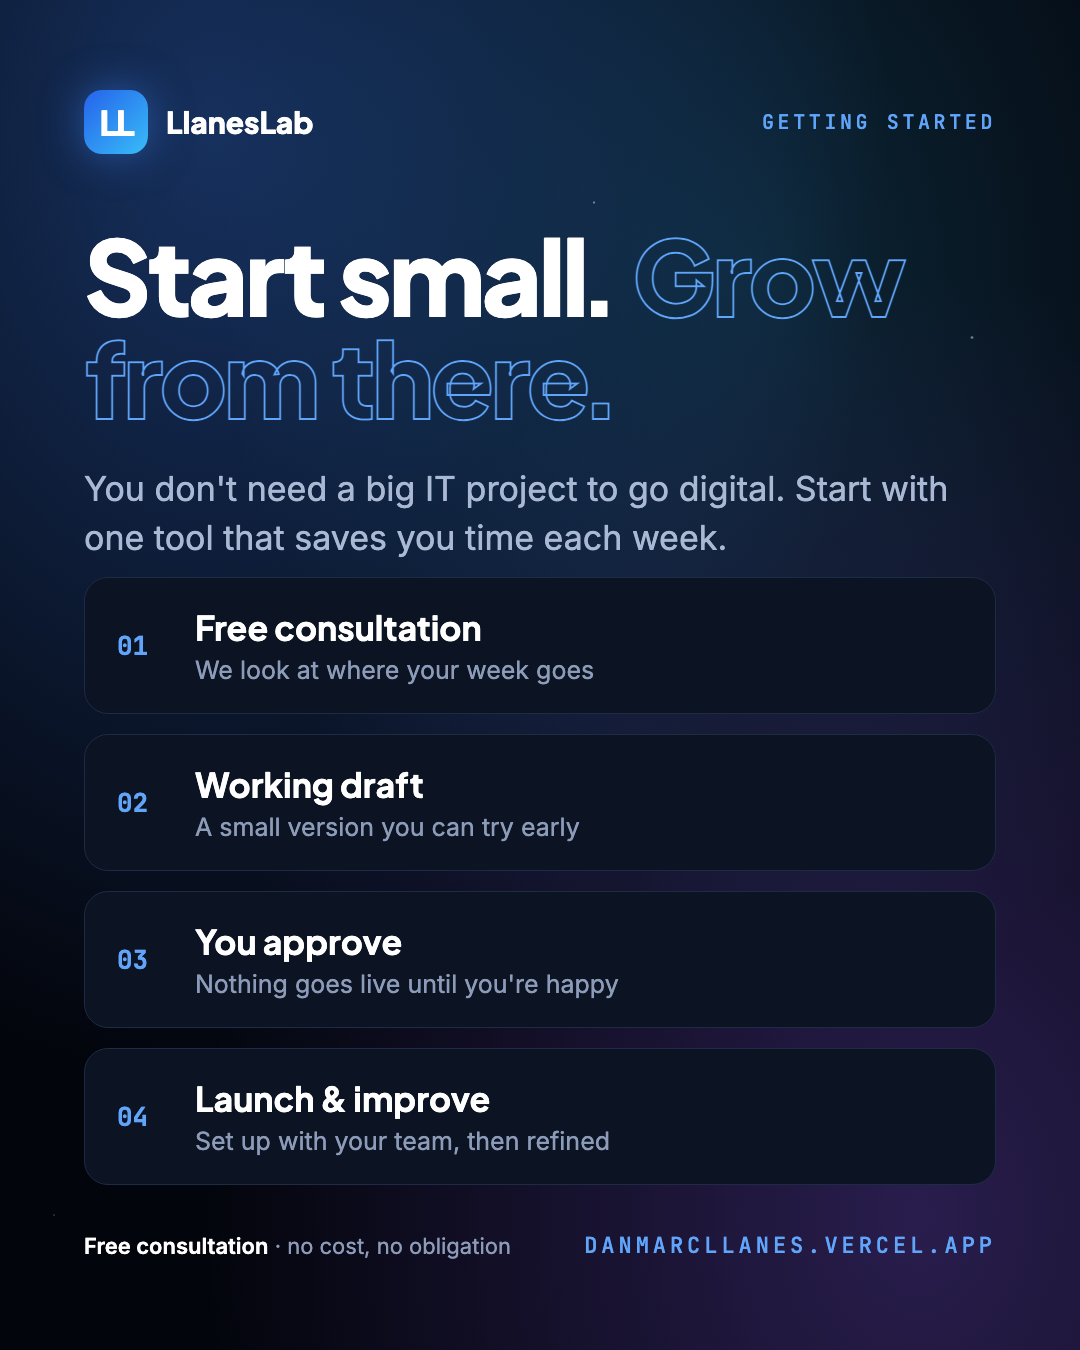 LlanesLab
GETTING STARTED
Start small. Grow
from there.
You don't need a big IT project to go digital. Start with
one tool that saves you time each week.
01
Free consultation
We look at where your week goes
02
Working draft
A small version you can try early
03
You approve
Nothing goes live until you're happy
04
Launch & improve
Set up with your team, then refined
Free consultation · no cost, no obligation
DANMARCLLANES.VERCEL.APP